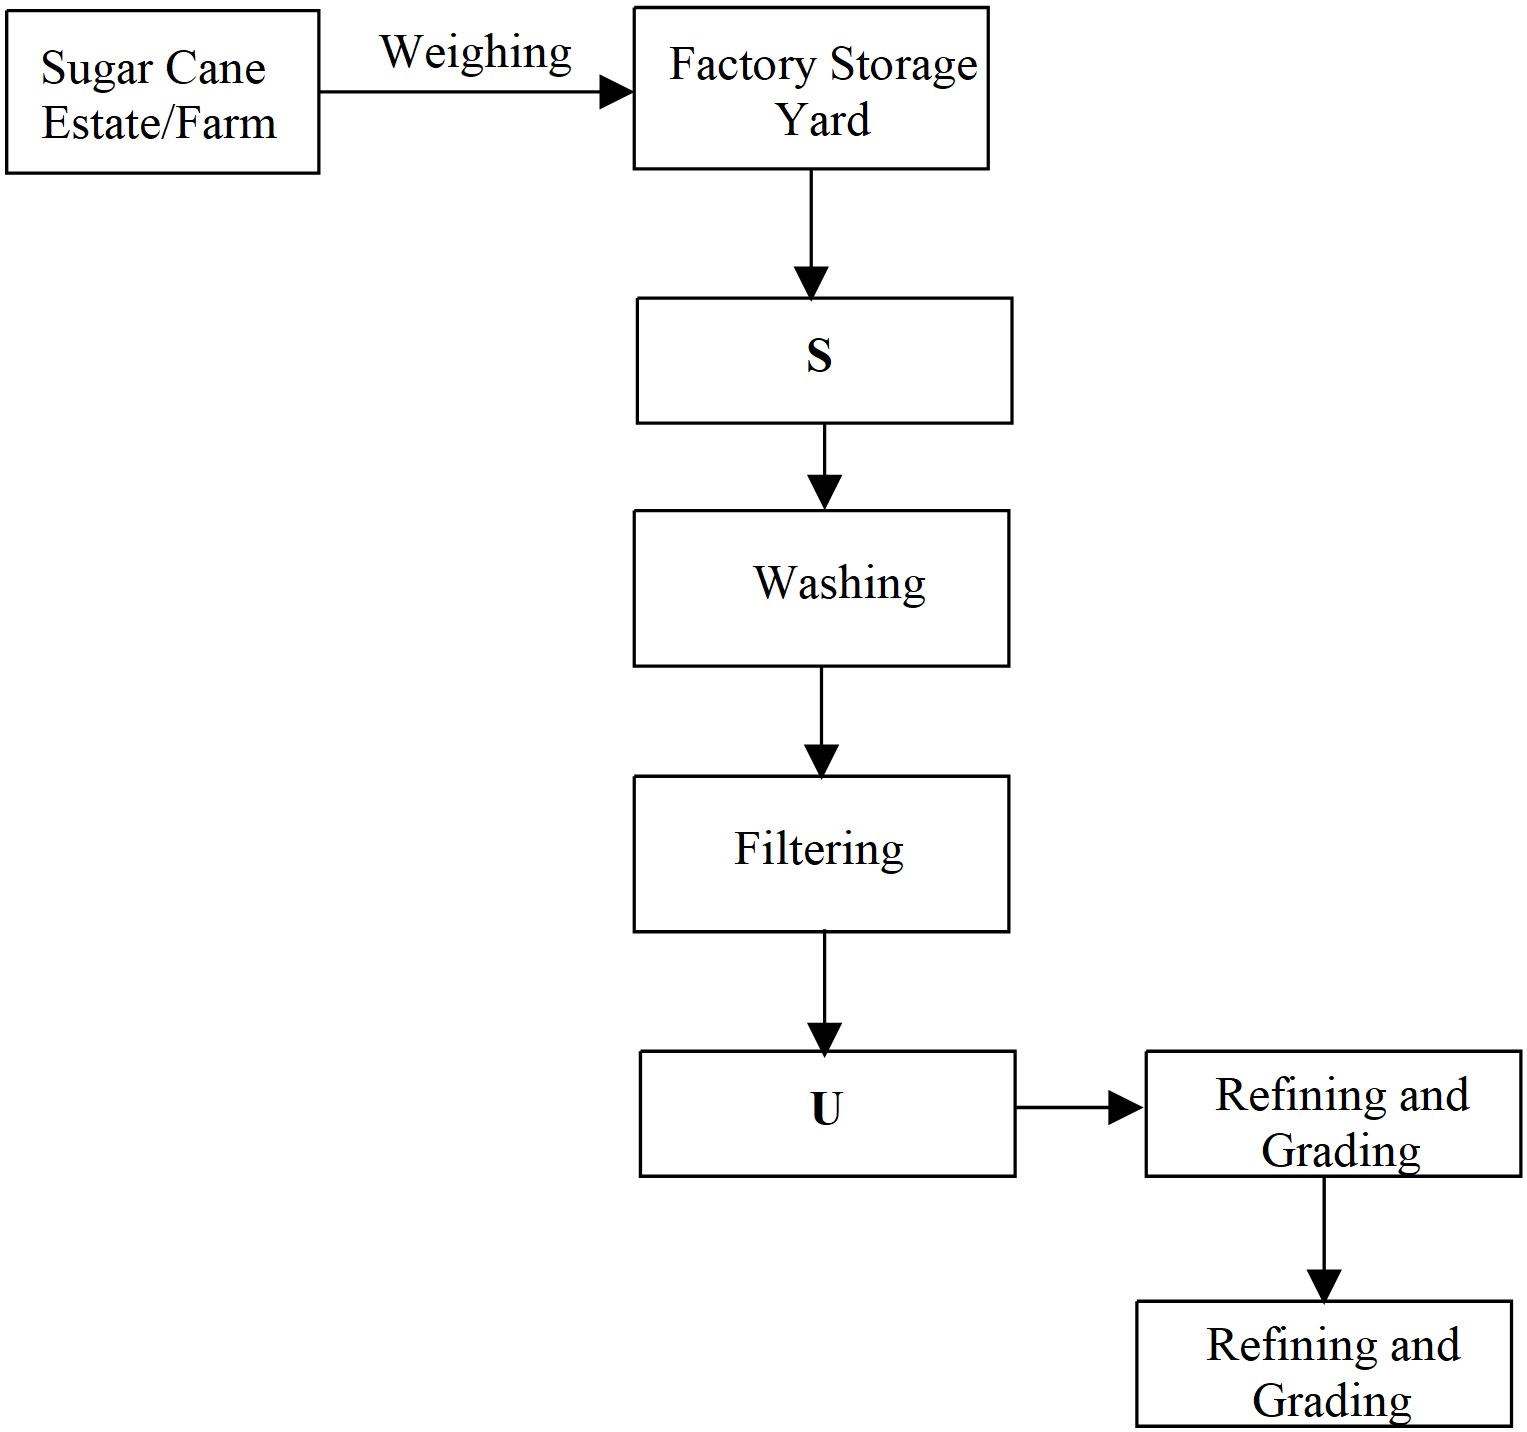 Sugar Cane
Estate/Farm
Weighing
Factory Storage
Yard
S
Washing
Filtering
U
Refining and
Grading
Refining and
Grading